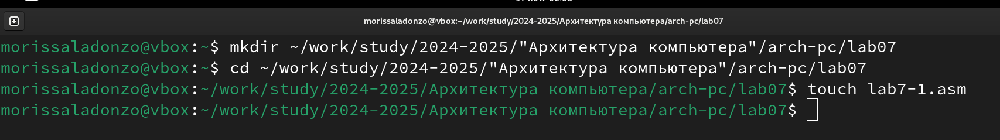 morissaladonzo@vbox:~/work/study/2024-2025/Архитектура компьютера/arch-pc/lab07
morissaladonzo@vbox:~$ mkdir ~/work/study/2024-2025/"Архитектура компьютера"/arch-pc/lab07
morissaladonzo@vbox:~$ cd ~/work/study/2024-2025/"Архитектура компьютера"/arch-pc/lab07
morissaladonzo@vbox:~/work/study/2024-2025/Архитектура компьютера/arch-pc/lab07$ touch lab7-1.asm
morissaladonzo@vbox:~/work/study/2024-2025/Архитектура компьютера/arch-pc/lab07$